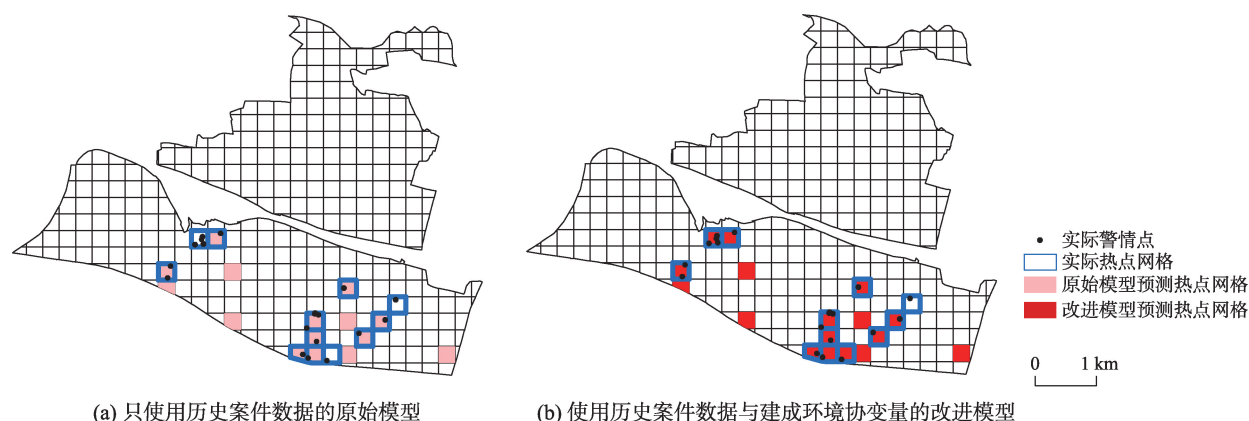 实际警情点
实际热点网格
原始模型预测热点网格
改进模型预测热点网格
0 1 km
(a) 只使用历史案件数据的原始模型
(b) 使用历史案件数据与建成环境协变量的改进模型